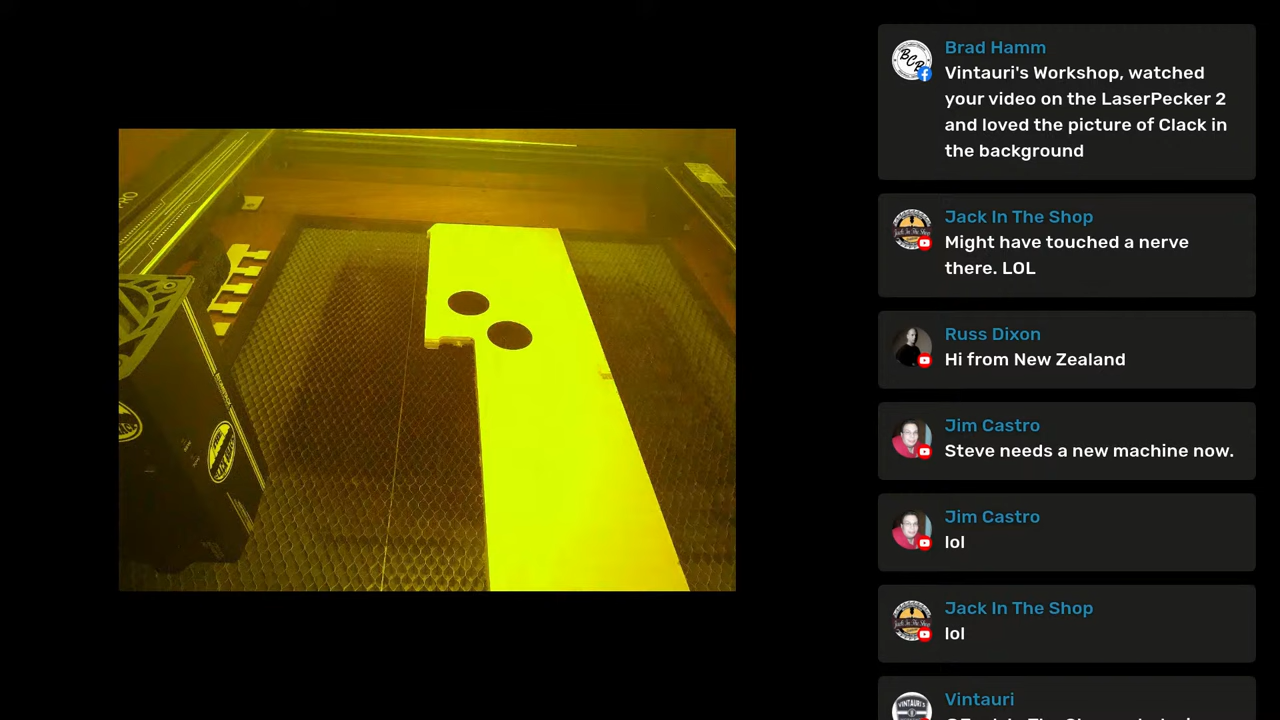 Brad Hamm
Vintauri's Workshop, watched
your video on the LaserPecker 2
and loved the picture of Clack in
the background
Jack In The Shop
Might have touched a nerve
there. LOL
Russ Dixon
Hi from New Zealand
Jim Castro
Steve needs a new machine now.
Jim Castro
lol
Jack In The Shop
lol
Vintauri
PRO
BCB